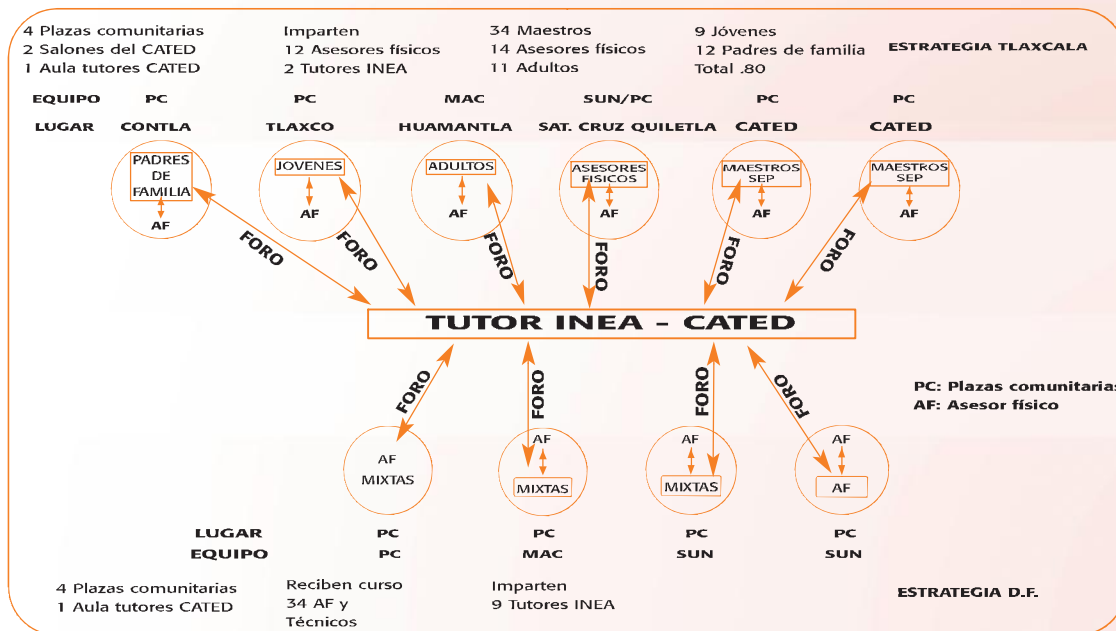 4 Plazas comunitarias
2 Salones del CATED
1 Aula tutores CATED
Imparten
12 Asesores físicos
2 Tutores INEA
34 Maestros
14 Asesores físicos
11 Adultos
9 Jóvenes
12 Padres de familia
Total .80
ESTRATEGIA TLAXCALA
EQUIPO PC PC MAC SUN/PC PC PC
LUGAR CONTLA TLAXCO HUAMANTLA SAT. CRUZ QUILETLA CATED CATED
PADRES
DE
FAMILIA
AF
JOVENES
AF
ADULTOS
AF
ASESORES
FISICOS
AF
MAESTROS
SEP
AF
MAESTROS
SEP
AF
FORO
FORO
FORO
FORO
FORO
FORO
TUTOR INEA - CATED
FORO
FORO
FORO
FORO
PC: Plazas comunitarias
AF: Asesor físico
AF
MIXTAS
AF
MIXTAS
AF
MIXTAS
AF
AF
LUGAR PC PC PC PC
EQUIPO PC MAC SUN SUN
4 Plazas comunitarias
1 Aula tutores CATED
Reciben curso
34 AF y
Técnicos
Imparten
9 Tutores INEA
ESTRATEGIA D.F.